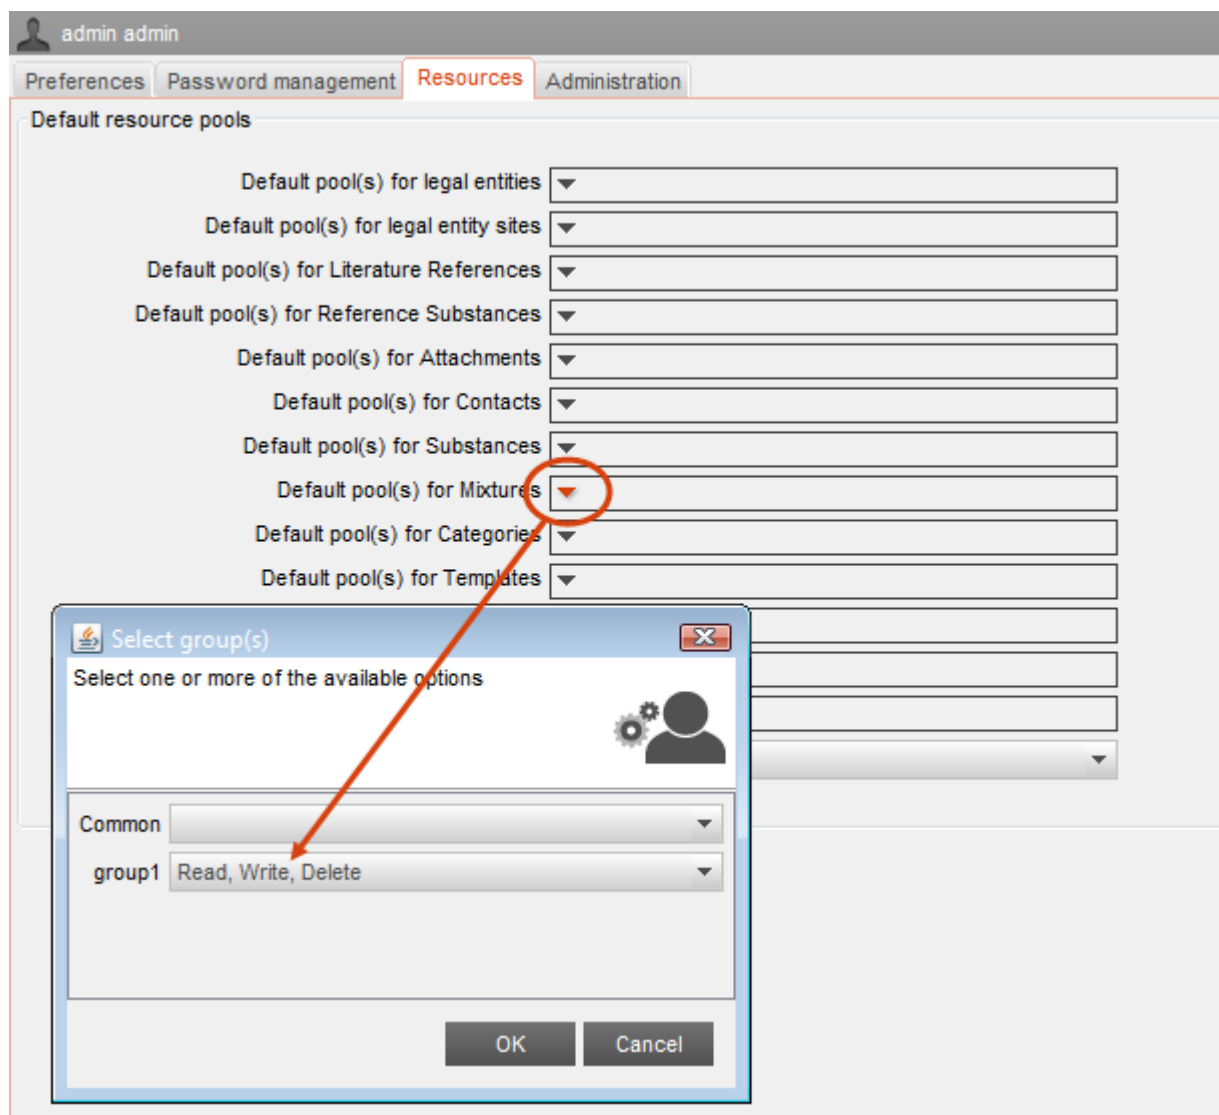 admin admin
Preferences Password management Resources Administration
Default resource pools
Default pool(s) for legal entities
Default pool(s) for legal entity sites
Default pool(s) for Literature References
Default pool(s) for Reference Substances
Default pool(s) for Attachments
Default pool(s) for Contacts
Default pool(s) for Substances
Default pool(s) for Mixtures
Default pool(s) for Categories
Default pool(s) for Templates
Select group(s)
Select one or more of the available options
Common
group1 Read, Write, Delete
OK Cancel